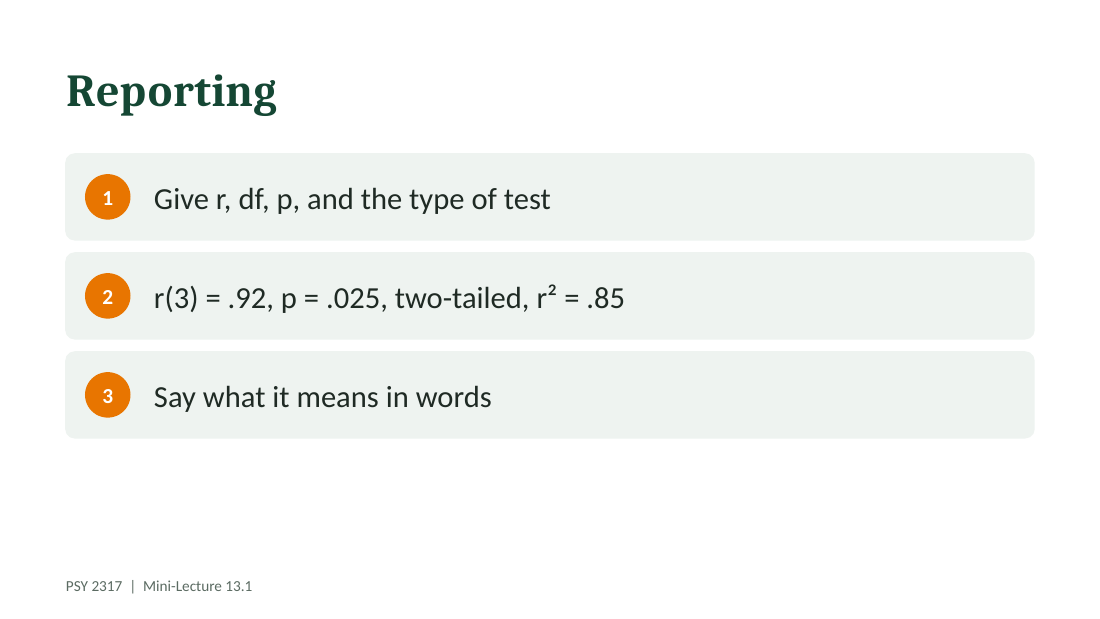 Reporting
1 Give r, df, p, and the type of test
2 r(3) = .92, p = .025, two-tailed, r² = .85
3 Say what it means in words
PSY 2317 | Mini-Lecture 13.1